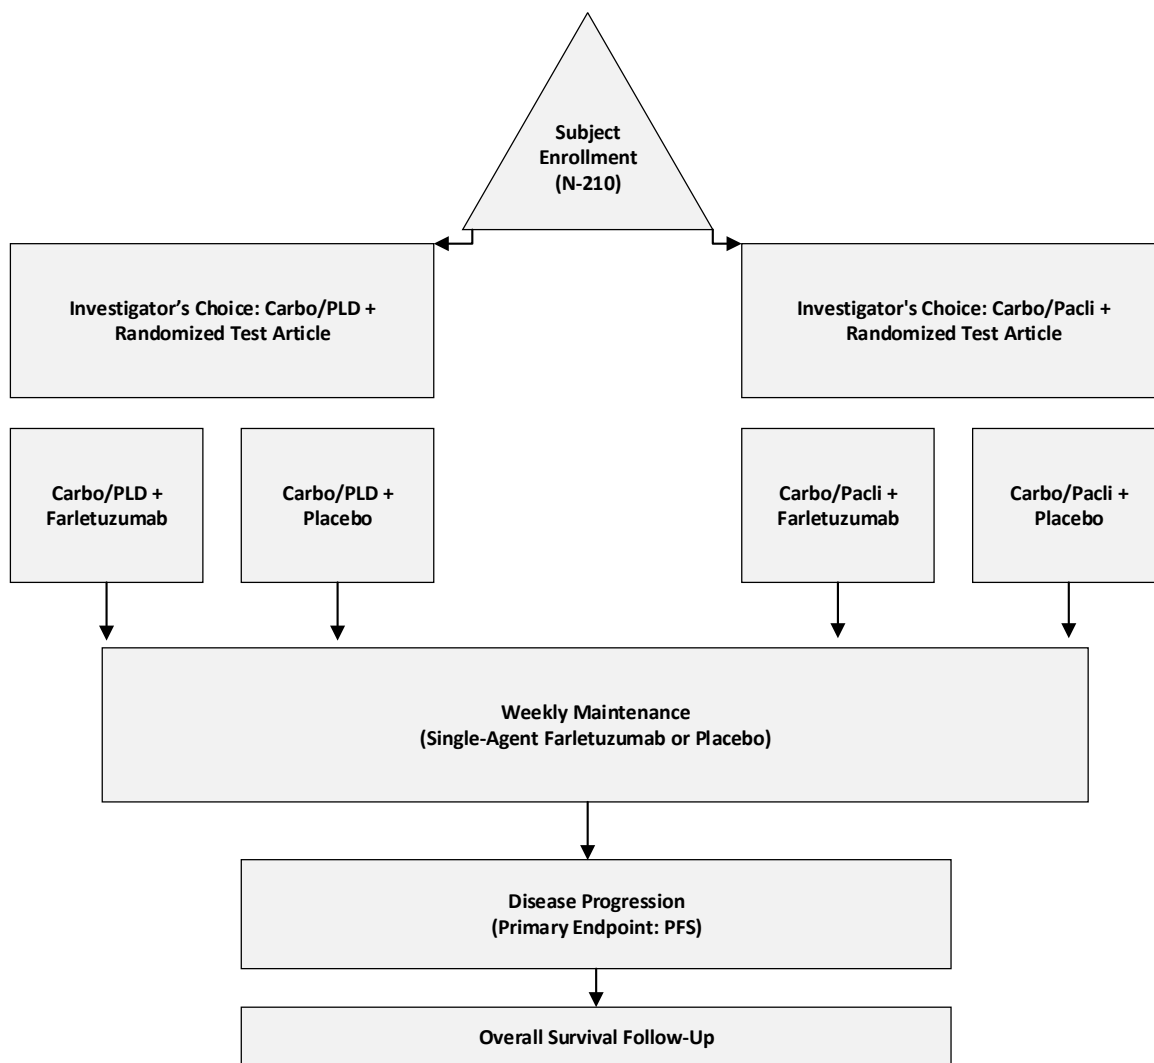 Subject
Enrollment
(N-210)
Investigator’s Choice: Carbo/PLD +
Randomized Test Article
Investigator's Choice: Carbo/Pacli +
Randomized Test Article
Carbo/PLD +
Farletuzumab
Carbo/PLD +
Placebo
Carbo/Pacli +
Farletuzumab
Carbo/Pacli +
Placebo
Weekly Maintenance
(Single-Agent Farletuzumab or Placebo)
Disease Progression
(Primary Endpoint: PFS)
Overall Survival Follow-Up